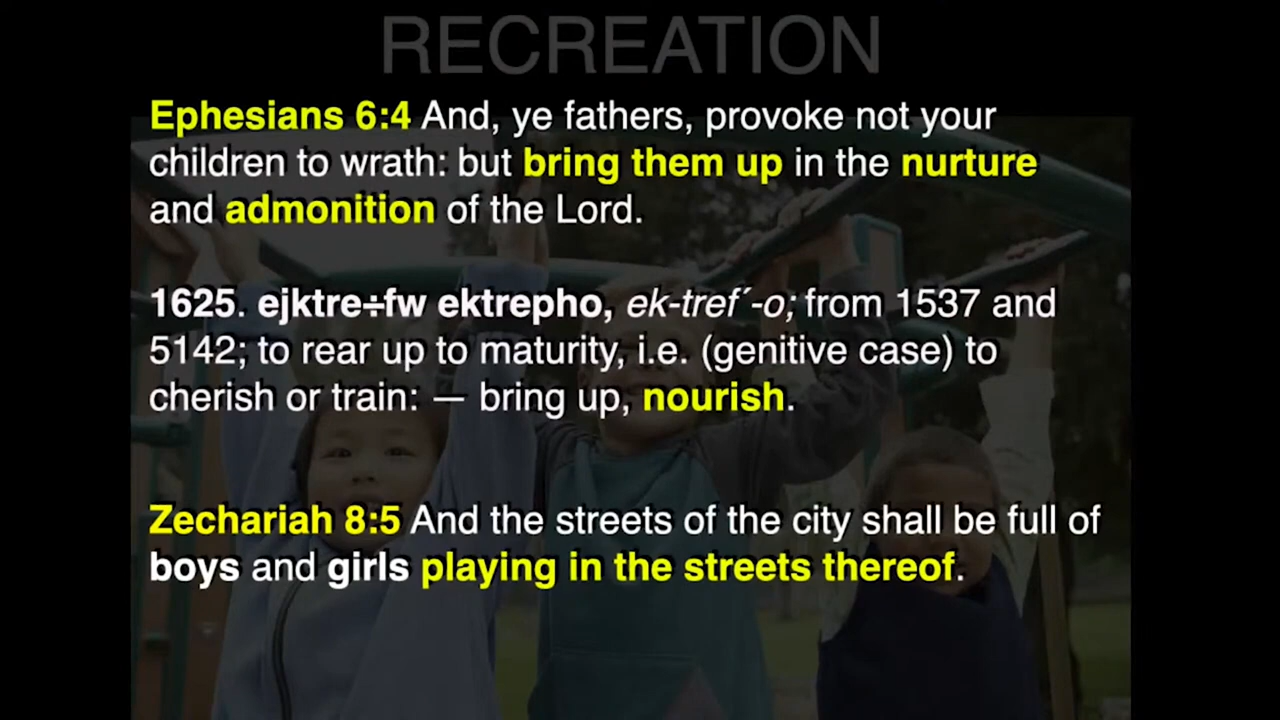 RECREATION
Ephesians 6:4 And, ye fathers, provoke not your
children to wrath: but bring them up in the nurture
and admonition of the Lord.
1625. ejktre÷fw ektrepho, ek-tref´-o; from 1537 and
5142; to rear up to maturity, i.e. (genitive case) to
cherish or train: — bring up, nourish.
Zechariah 8:5 And the streets of the city shall be full of
boys and girls playing in the streets thereof.